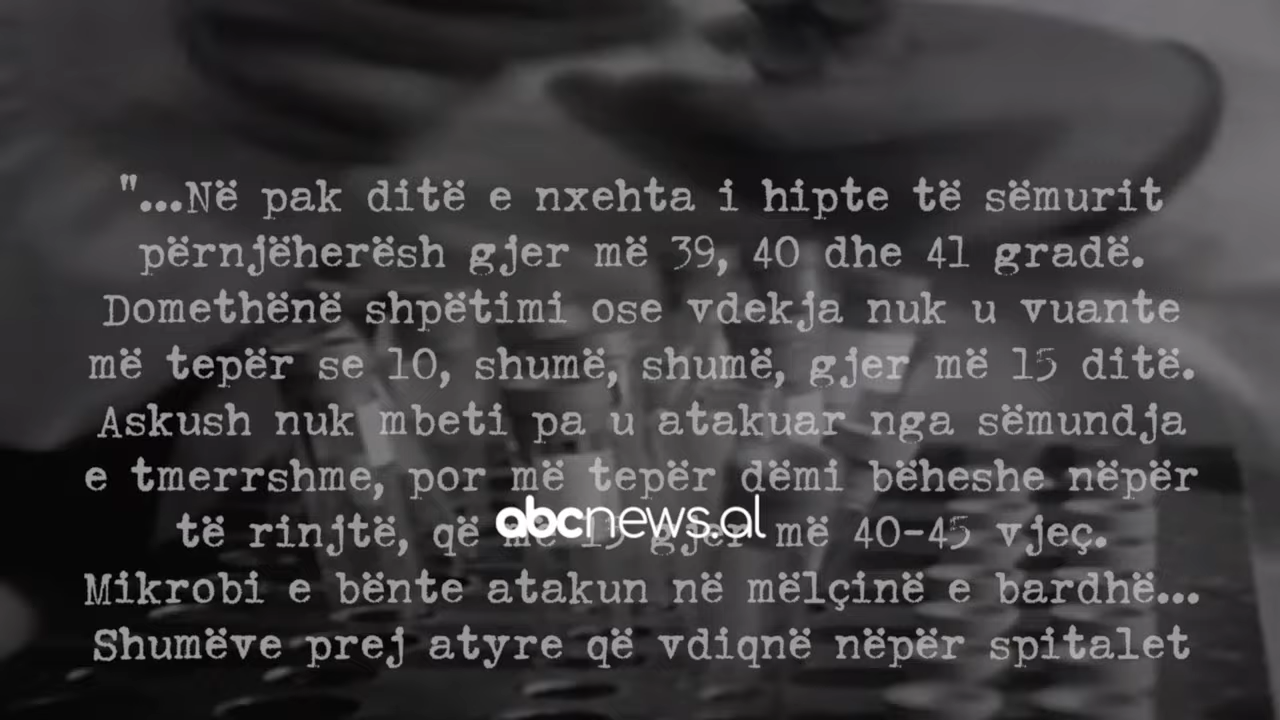 "...Në pak ditë e nxehta i hipte të sëmurit
përnjëherësh gjer më 39, 40 dhe 41 gradë.
Domethënë shpëtimi ose vdekja nuk u vuante
më tepër se 10, shumë, shumë, gjer më 15 ditë.
Askush nuk mbeti pa u atakuar nga sëmundja
e tmerrshme, por më tepër dëmi bëheshe nëpër
të rinjtë, që gjer më 40-45 vjeç.
abcnews.al
Mikrobi e bënte atakun në mëlçinë e bardhë...
Shumëve prej atyre që vdiqnë nëpër spitalet